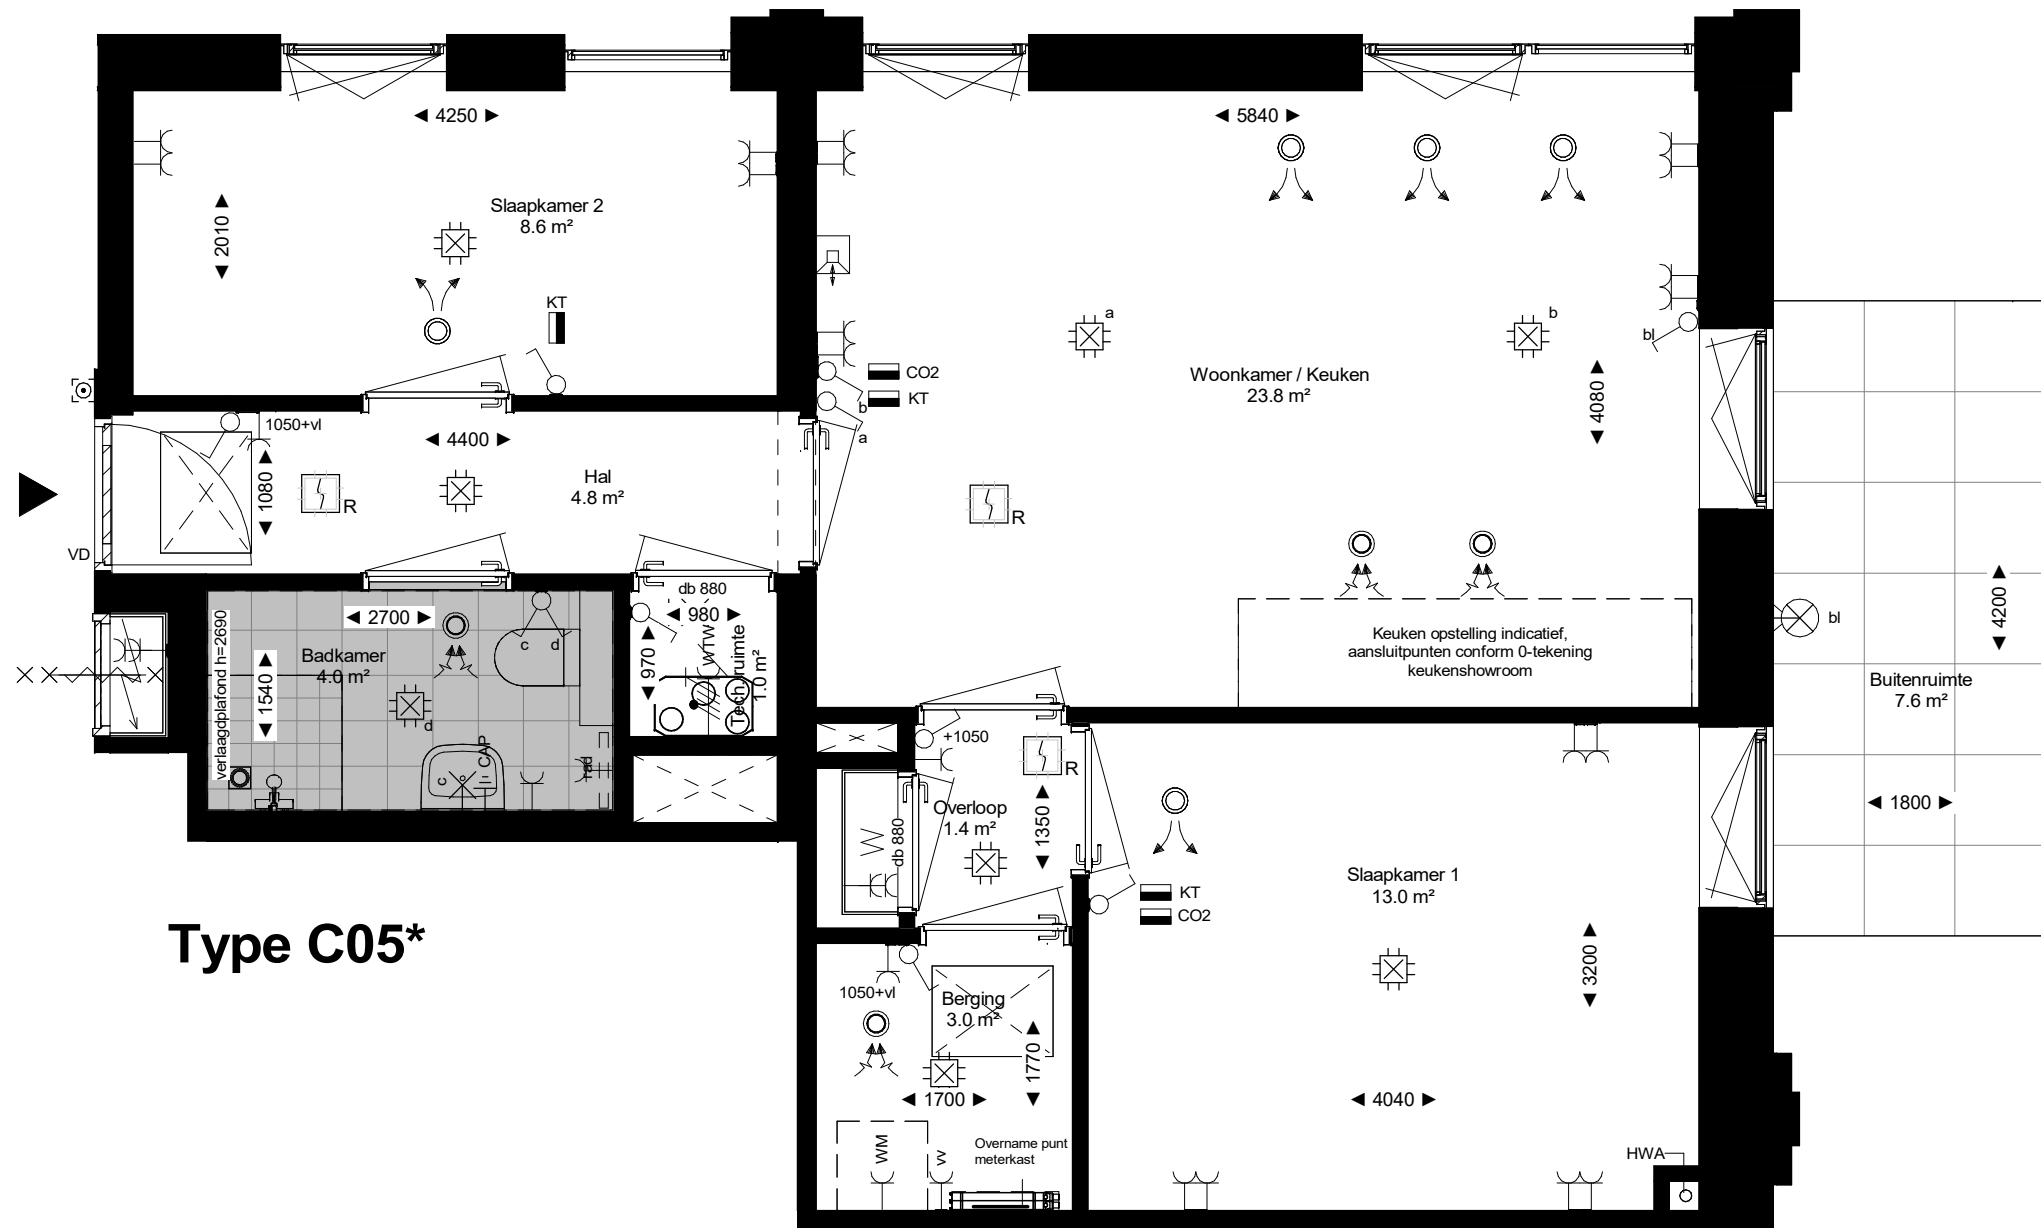 4250
5840
2010
Slaapkamer 2
8.6 m²
KT
a
b
bl
CO2
KT
b
a
Woonkamer / Keuken
23.8 m²
4080
1050+vl
4400
1080
R
Hal
4.8 m²
R
VD
db 880
980
WTW
Tech. ruimte
1.0 m²
970
2700
Badkamer
4.0 m²
verlaagdplafond h=2690
1540
c
d
d
c
CAP
rad
Keuken opstelling indicatief,
aansluitpunten conform 0-tekening
keukenshowroom
bl
4200
Buitenruimte
7.6 m²
1800
+1050
R
Overloop
1.4 m²
1350
W
db 880
Slaapkamer 1
13.0 m²
KT
CO2
3200
Type C05*
1050+vl
Berging
3.0 m²
1770
1700
4040
WM
vv
Overname punt
meterkast
HWA